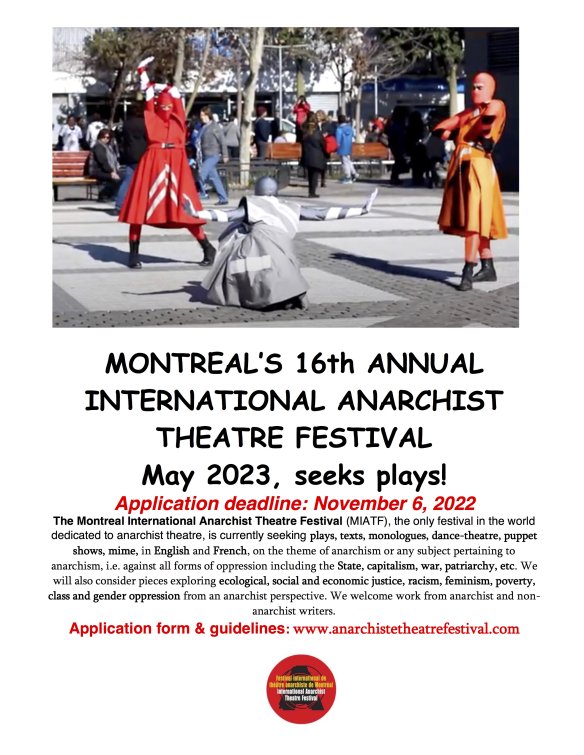 MONTREAL'S 16th ANNUAL
INTERNATIONAL ANARCHIST
THEATRE FESTIVAL
May 2023, seeks plays!
Application deadline: November 6, 2022
The Montreal International Anarchist Theatre Festival (MIATF), the only festival in the world
dedicated to anarchist theatre, is currently seeking plays, texts, monologues, dance-theatre, puppet
shows, mime, in English and French, on the theme of anarchism or any subject pertaining to
anarchism, i.e. against all forms of oppression including the State, capitalism, war, patriarchy, etc. We
will also consider pieces exploring ecological, social and economic justice, racism, feminism, poverty,
class and gender oppression from an anarchist perspective. We welcome work from anarchist and non-
anarchist writers.
Application form & guidelines: www.anarchistetheatrefestival.com
Festival international de
théâtre anarchiste de Montréal
International Anarchist
Theatre Festival